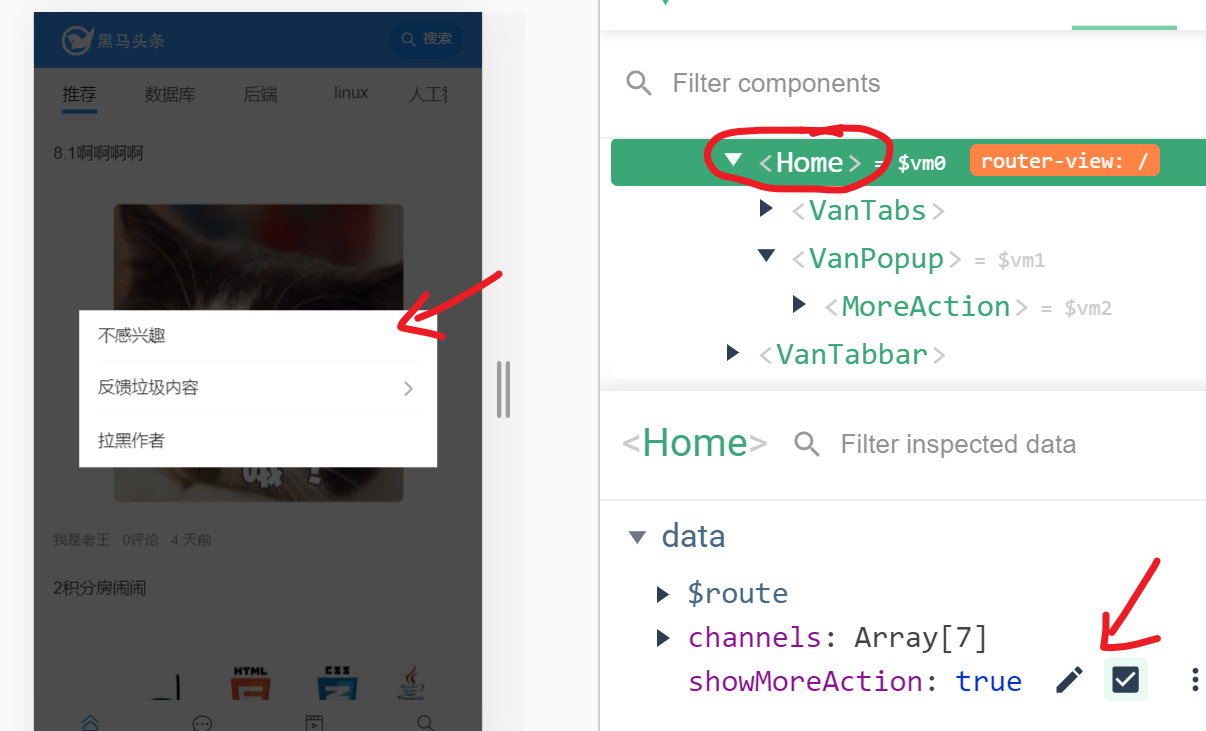 黑马头条
搜索
推荐 数据库 后端 linux 人工智
8.1啊啊啊啊
不感兴趣
反馈垃圾内容
拉黑作者
我是老王 0评论 4 天前
2积分房闹闹
HTML CSS
Filter components
<Home> = $vm0 router-view: /
<VanTabs>
<VanPopup> = $vm1
<MoreAction> = $vm2
<VanTabbar>
<Home> Filter inspected data
data
$route
channels: Array[7]
showMoreAction: true